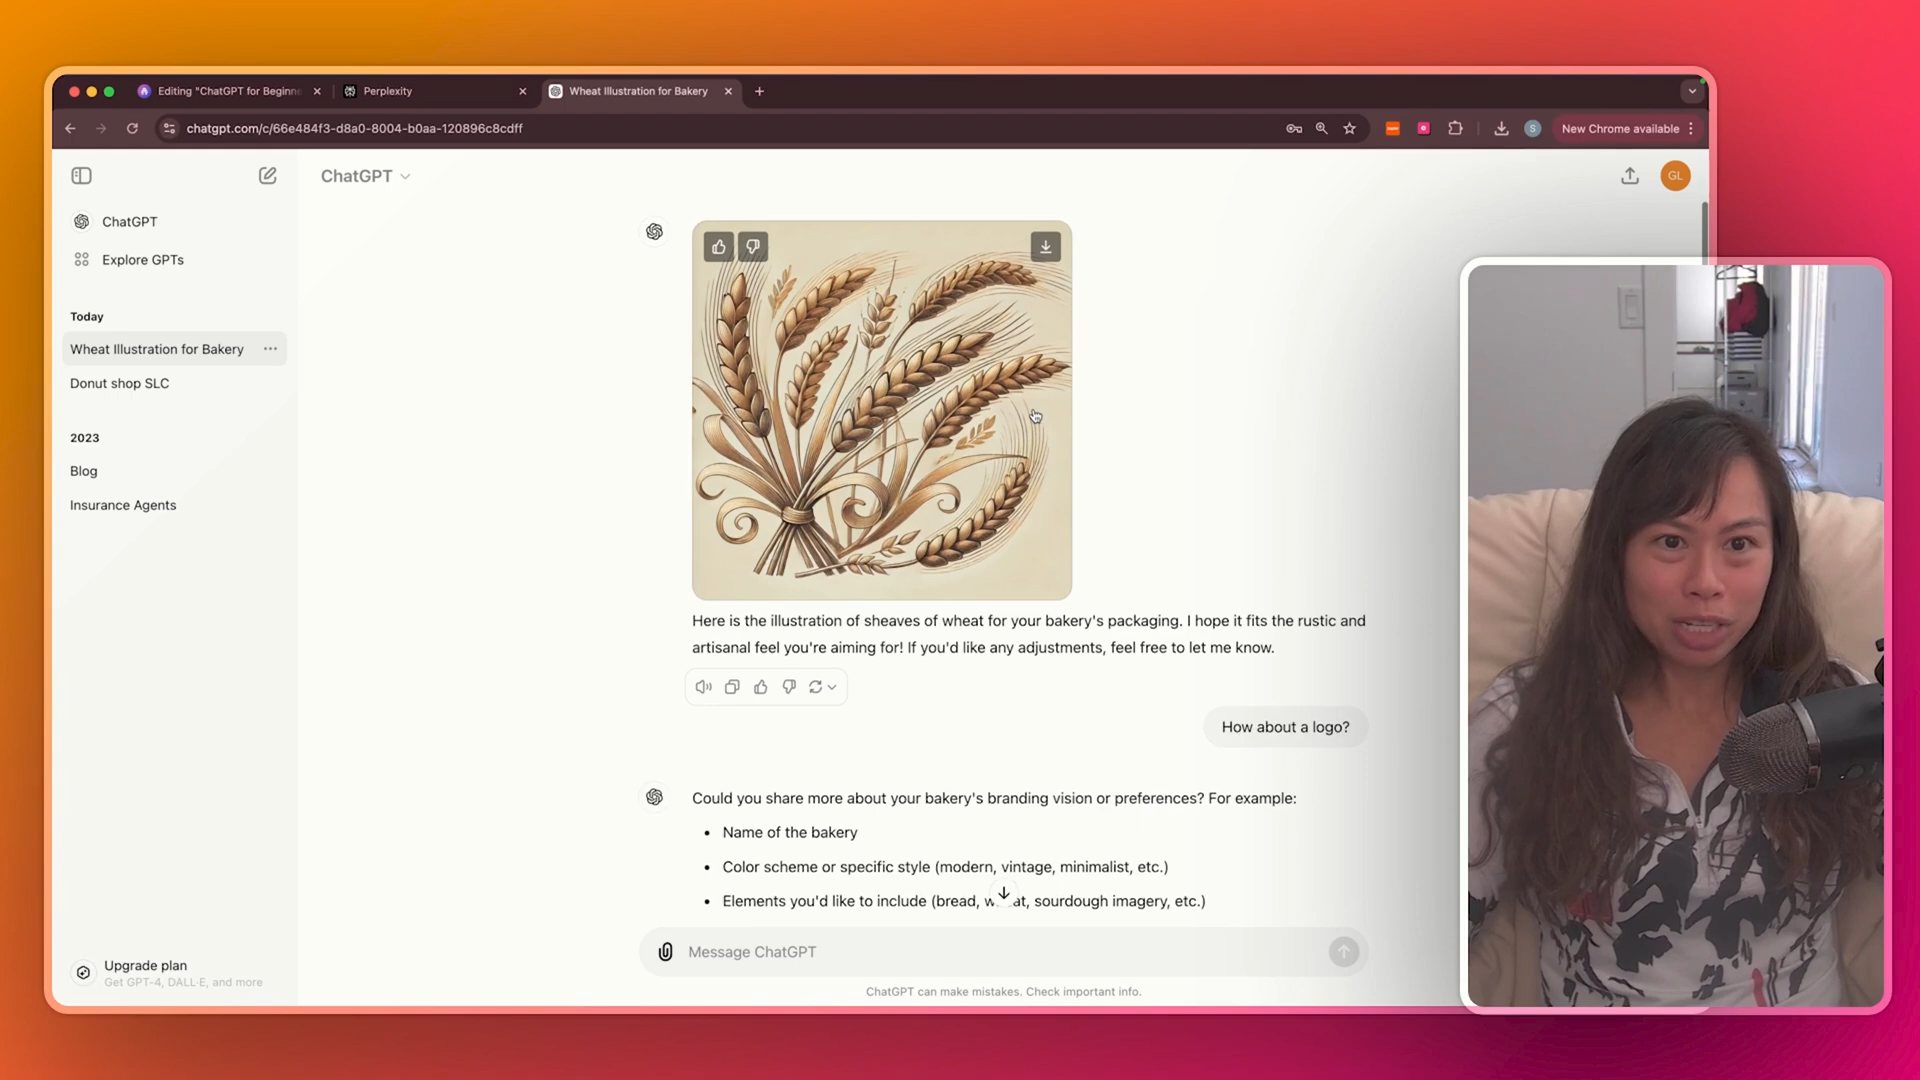 Editing "ChatGPT for Beginne
Perplexity
Wheat Illustration for Bakery
chatgpt.com/c/66e484f3-d8a0-8004-b0aa-120896c8cdff
S
New Chrome available
ChatGPT
GL
ChatGPT
Explore GPTs
Today
Wheat Illustration for Bakery
Donut shop SLC
2023
Blog
Insurance Agents
Here is the illustration of sheaves of wheat for your bakery's packaging. I hope it fits the rustic and
artisanal feel you're aiming for! If you'd like any adjustments, feel free to let me know.
How about a logo?
Could you share more about your bakery's branding vision or preferences? For example:
• Name of the bakery
• Color scheme or specific style (modern, vintage, minimalist, etc.)
• Elements you'd like to include (bread, sourdough imagery, etc.)
Message ChatGPT
Upgrade plan
Get GPT-4, DALL·E, and more
ChatGPT can make mistakes. Check important info.